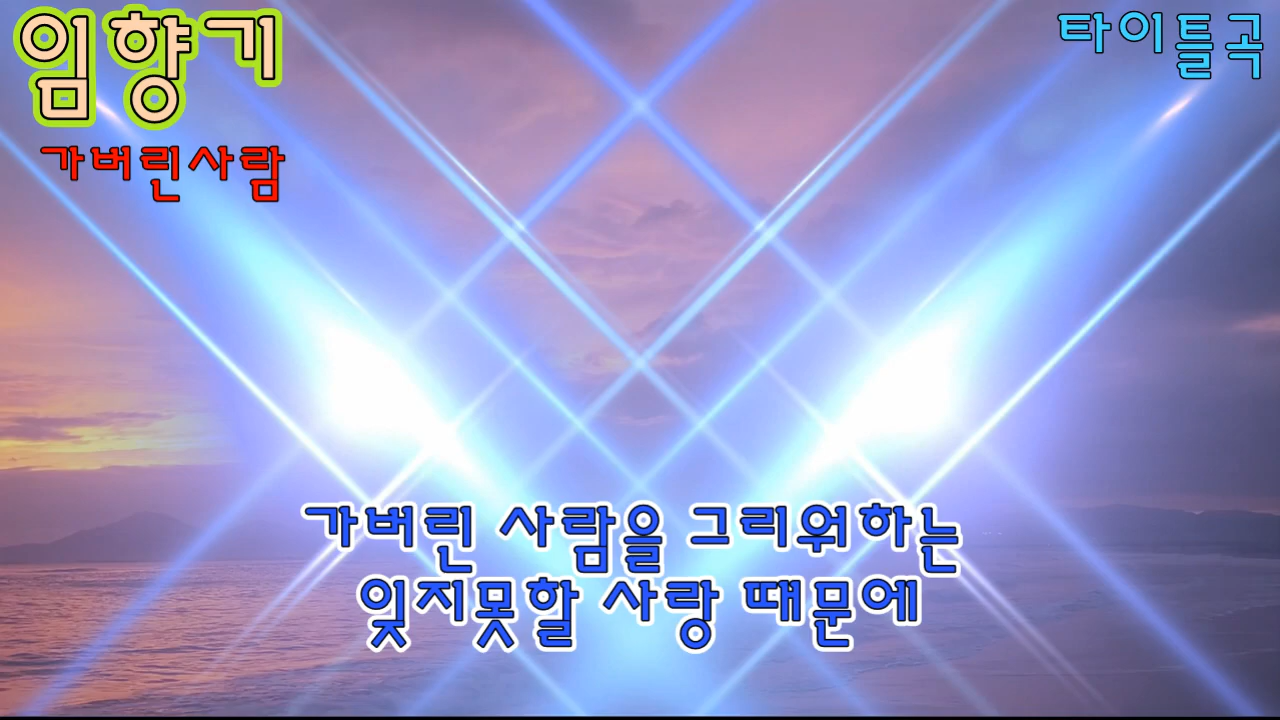 임향기
타이틀곡
가버린사람
가버린 사람을 그리워하는
잊지못할 사랑 때문에